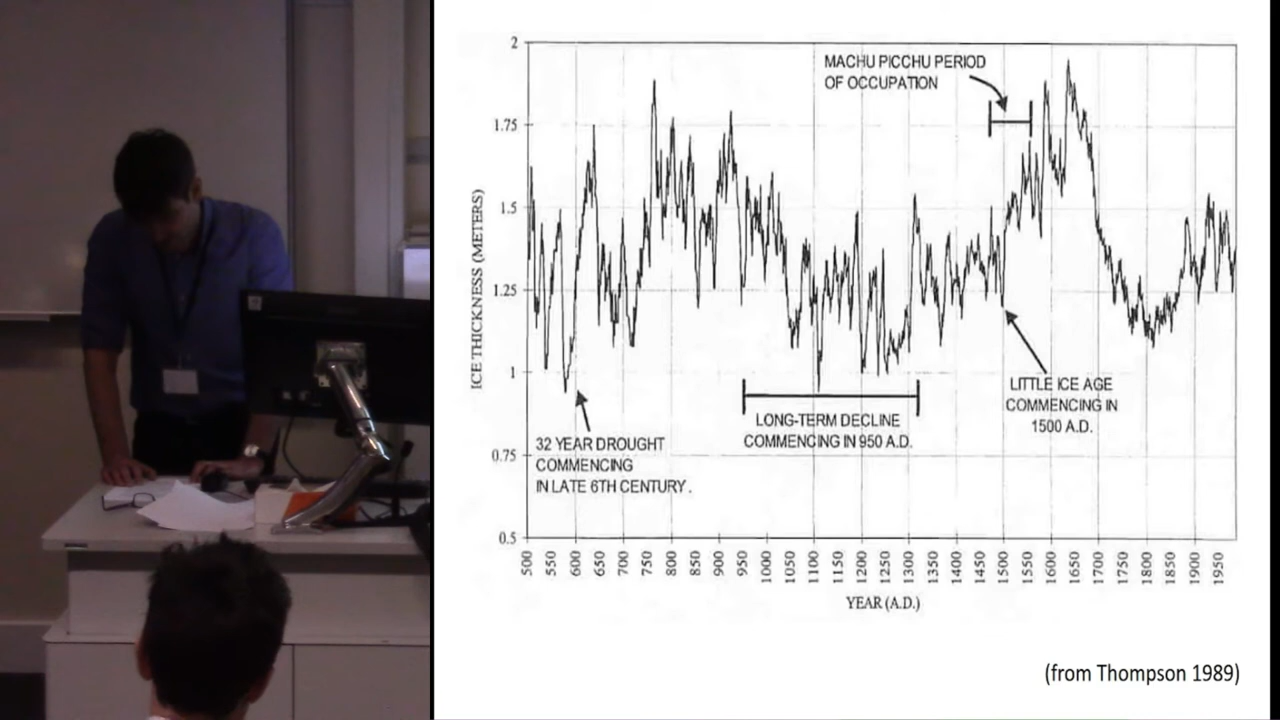 2
1.75
1.5
1.25
1
0.75
0.5
ICE THICKNESS (METERS)
MACHU PICCHU PERIOD
OF OCCUPATION
LITTLE ICE AGE
COMMENCING IN
1500 A.D.
LONG-TERM DECLINE
COMMENCING IN 950 A.D.
32 YEAR DROUGHT
COMMENCING
IN LATE 6TH CENTURY.
500 550 600 650 700 750 800 850 900 950 1000 1050 1100 1150 1200 1250 1300 1350 1400 1450 1500 1550 1600 1650 1700 1750 1800 1850 1900 1950
YEAR (A.D.)
(from Thompson 1989)